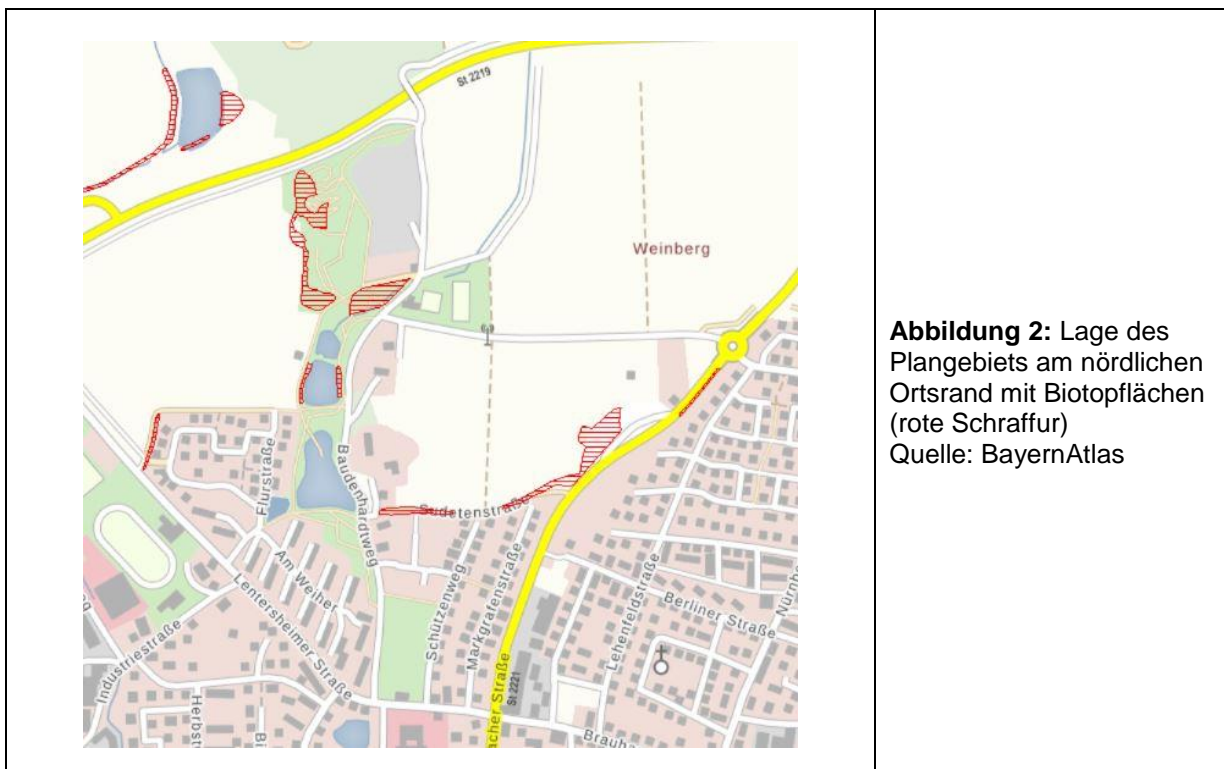 St 2219
Weinberg
Flurstraße
Baudenhardtweg
Sudetenstraße
Am Weiher
Lentersheimer Straße
Industriestraße
Schützenweg
Markgrafenstraße
Lehenfeldstraße
Berliner Straße
St 2221
Abbildung 2: Lage des
Plangebiets am nördlichen
Ortsrand mit Biotopflächen
(rote Schraffur)
Quelle: BayernAtlas